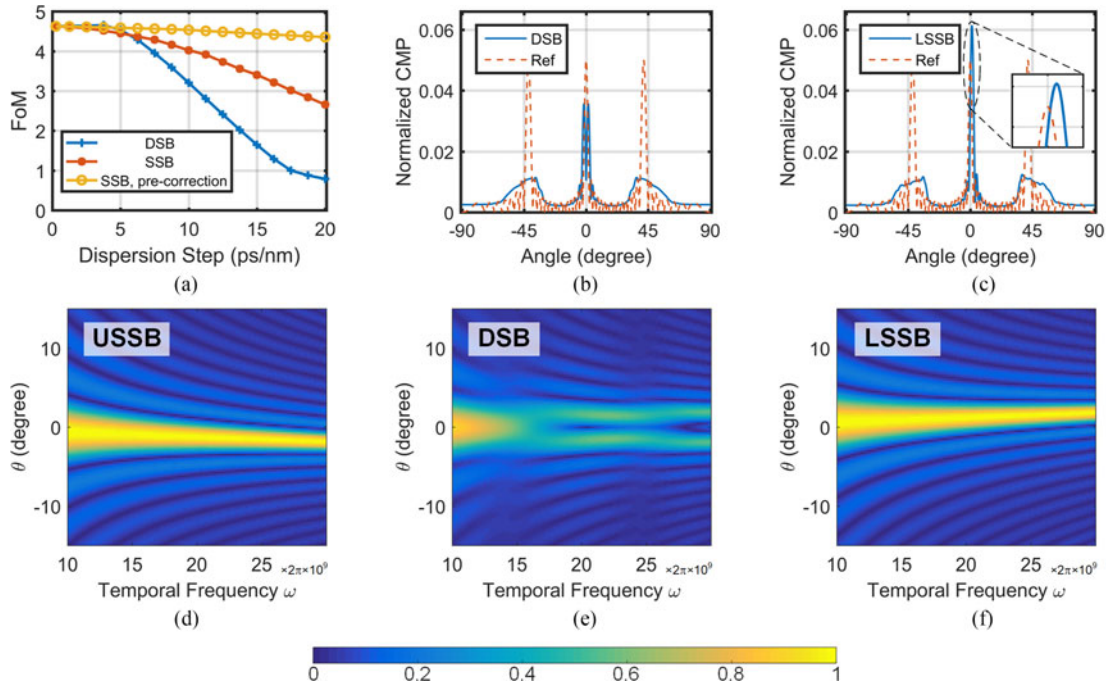 5
4
3
2
1
0
FoM
DSB
SSB
SSB, pre-correction
0 5 10 15 20
Dispersion Step (ps/nm)
(a)
0.06
0.04
0.02
0
Normalized CMP
DSB
Ref
-90 -45 0 45 90
Angle (degree)
(b)
0.06
0.04
0.02
0
Normalized CMP
LSSB
Ref
-90 -45 0 45 90
Angle (degree)
(c)
USSB
10
0
-10
θ (degree)
10 15 20 25 ×2π×10⁹
Temporal Frequency ω
(d)
DSB
10
0
-10
θ (degree)
10 15 20 25 ×2π×10⁹
Temporal Frequency ω
(e)
LSSB
10
0
-10
θ (degree)
10 15 20 25 ×2π×10⁹
Temporal Frequency ω
(f)
0 0.2 0.4 0.6 0.8 1